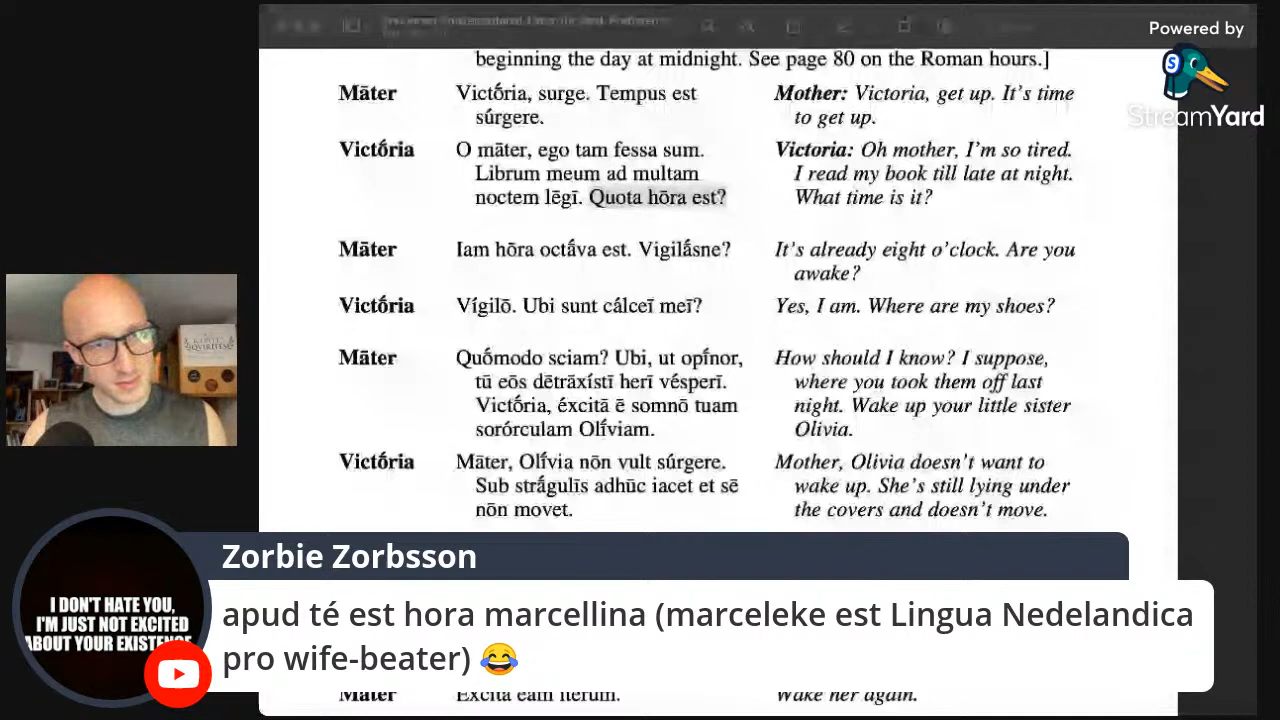 Powered by
StreamYard
beginning the day at midnight. See page 80 on the Roman hours.]
Māter Victṓria, surge. Tempus est Mother: Victoria, get up. It's time
súrgere. to get up.
Victṓria O māter, ego tam fessa sum. Victoria: Oh mother, I'm so tired.
Librum meum ad multam I read my book till late at night.
noctem lēgī. Quota hōra est? What time is it?
Māter Iam hōra octā́va est. Vigilā́sne? It's already eight o'clock. Are you
awake?
Victṓria Vígilō. Ubi sunt cálceī meī? Yes, I am. Where are my shoes?
Māter Quṓmodo sciam? Ubi, ut opī́nor, How should I know? I suppose,
tū eōs dētrāxístī herī vésperī. where you took them off last
Victṓria, éxcitā ē somnō tuam night. Wake up your little sister
sorórculam Olī́viam. Olivia.
Victṓria Māter, Olī́via nōn vult súrgere. Mother, Olivia doesn't want to
Sub strā́gulīs adhūc iacet et sē wake up. She's still lying under
nōn movet. the covers and doesn't move.
Zorbie Zorbsson
I DON'T HATE YOU,
I'M JUST NOT EXCITED
ABOUT YOUR EXISTENCE
apud té est hora marcellina (marceleke est Lingua Nedelandica
pro wife-beater) 😂
Māter Excitā eam iterum. Wake her again.